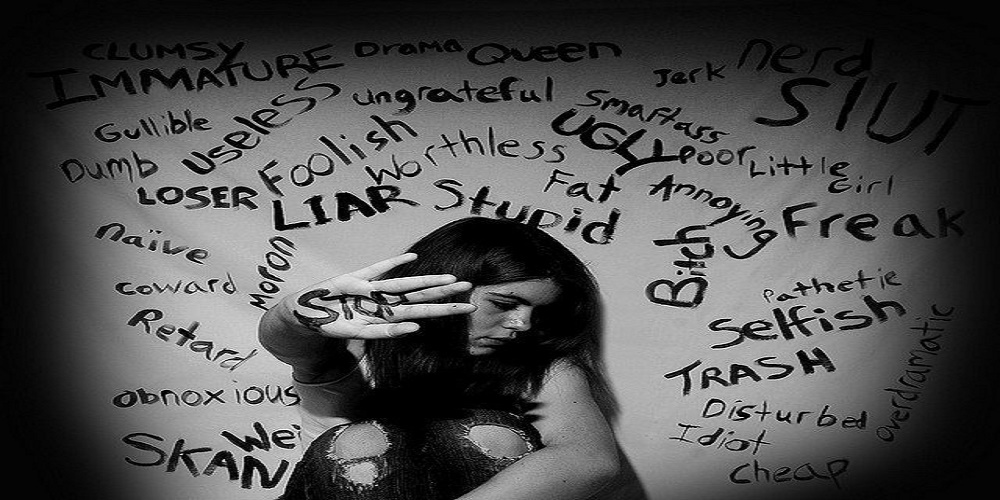 CLUMSY
IMMATURE
Drama Queen
Jerk
nerd
SlUT
ungrateful
Smartass
Gullible
Useless
Foolish
Worthless
UGLY
Poor Little
Girl
Dumb
LOSER
LIAR
Stupid
Fat
Annoying
Freak
Naïve
Moron
Bitch
coward
STOP
Pathetic
Selfish
Retard
TRASH
overdramatic
obnoxious
Disturbed
Idiot
Cheap
Wei
SKAN